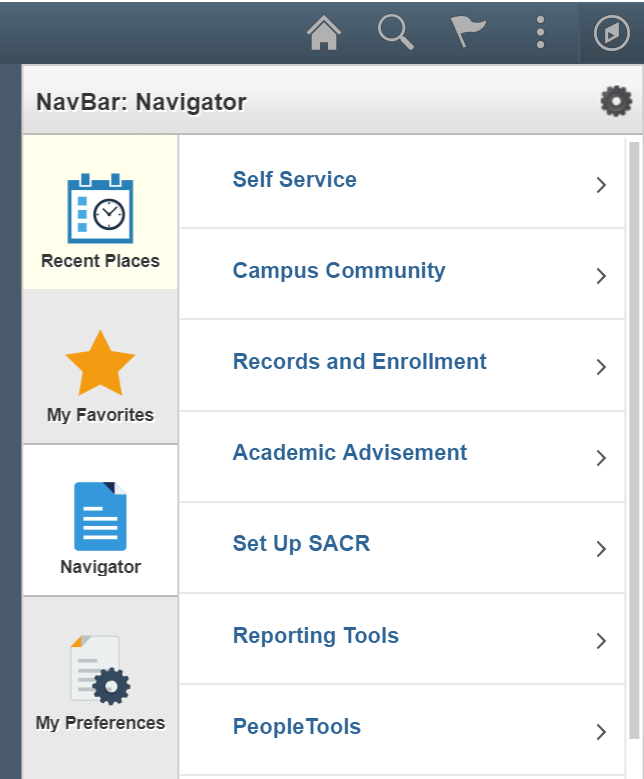 NavBar: Navigator
Recent Places
My Favorites
Navigator
My Preferences
Self Service
Campus Community
Records and Enrollment
Academic Advisement
Set Up SACR
Reporting Tools
PeopleTools